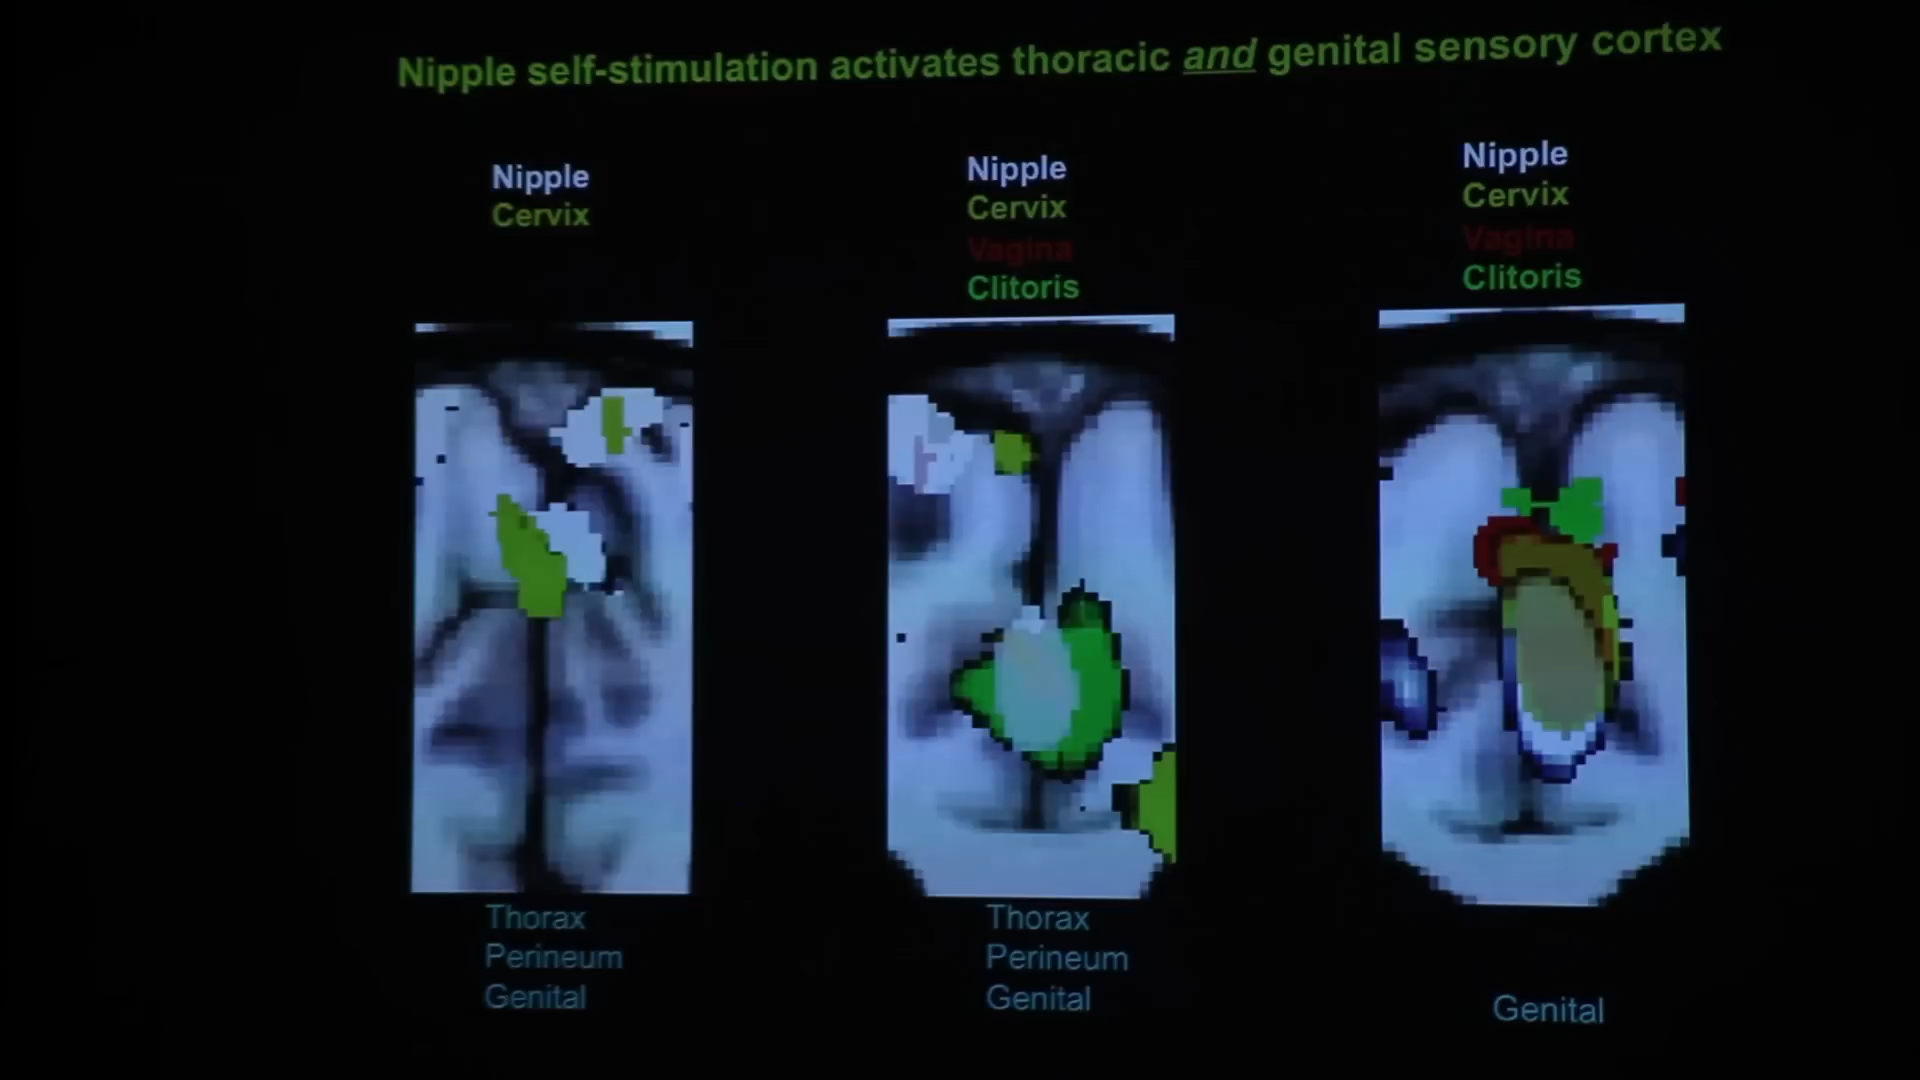 Nipple self-stimulation activates thoracic and genital sensory cortex
Nipple
Cervix
Nipple
Cervix
Vagina
Clitoris
Nipple
Cervix
Vagina
Clitoris
Thorax
Perineum
Genital
Thorax
Perineum
Genital
Genital